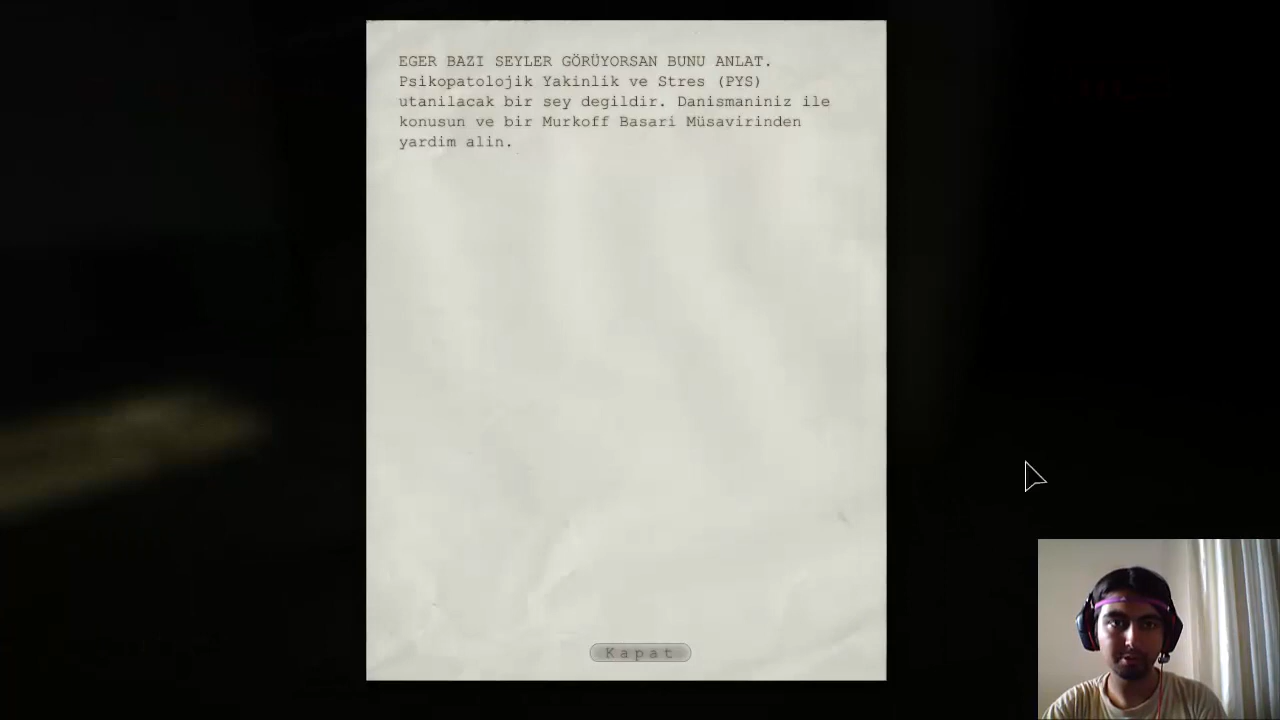 EGER BAZI SEYLER GÖRÜYORSAN BUNU ANLAT.
Psikopatolojik Yakinlik ve Stres (PYS)
utanilacak bir sey degildir. Danismaniniz ile
konusun ve bir Murkoff Basari Müsavirinden
yardim alin.
Kapat